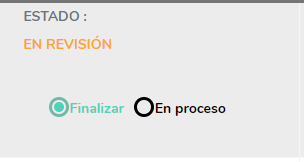 ESTADO :
EN REVISIÓN
Finalizar En proceso